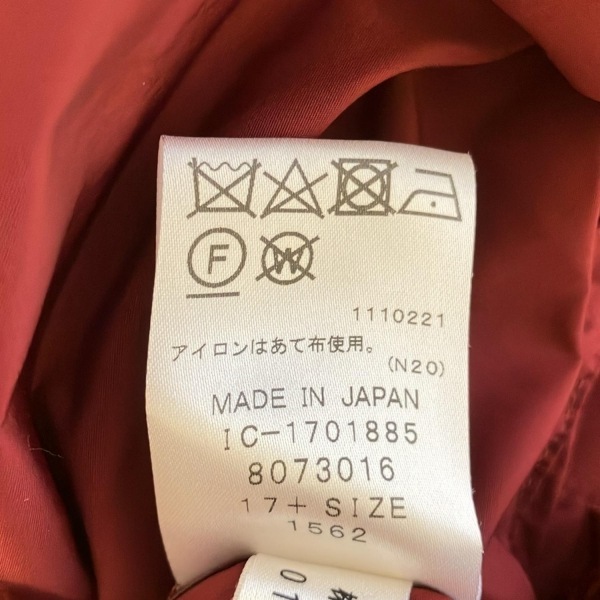 F W
1110221
アイロンはあて布使用。
(N20)
MADE IN JAPAN
IC-1701885
8073016
17+ SIZE
1562